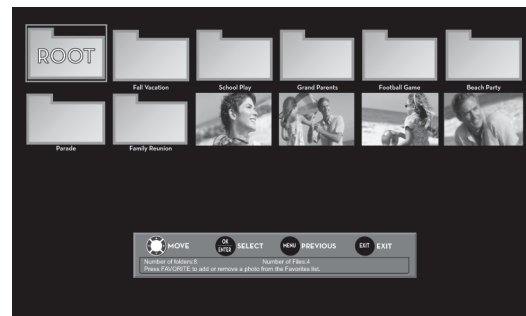 ROOT
Fall Vacation
School Play
Grand Parents
Football Game
Beach Party
Parade
Family Reunion
MOVE
OK
ENTER
SELECT
MENU
PREVIOUS
EXIT
EXIT
Number of folders:8 Number of Files:4
Press FAVORITE to add or remove a photo from the Favorites list.